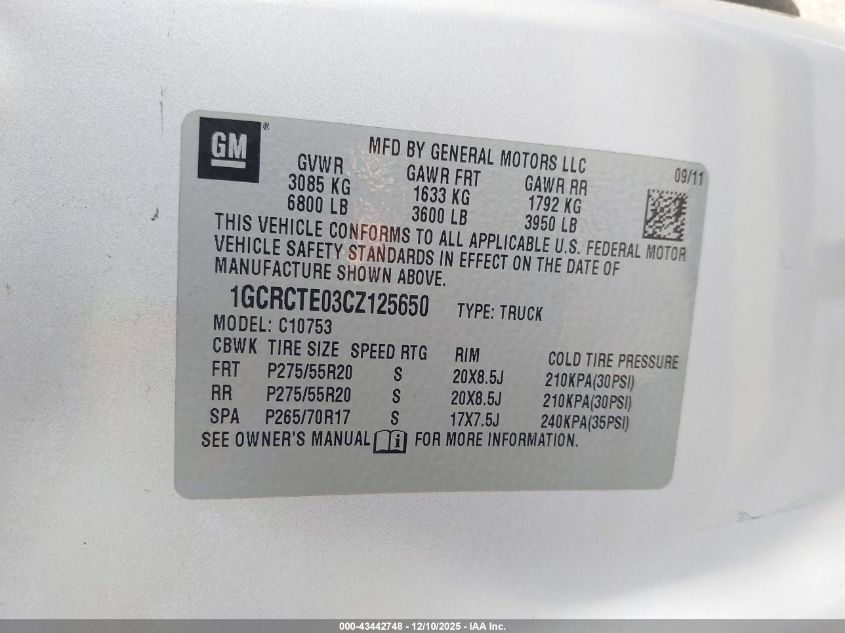 GM ®
MFD BY GENERAL MOTORS LLC
09/11
GVWR GAWR FRT GAWR RR
3085 KG 1633 KG 1792 KG
6800 LB 3600 LB 3950 LB
THIS VEHICLE CONFORMS TO ALL APPLICABLE U.S. FEDERAL MOTOR
VEHICLE SAFETY STANDARDS IN EFFECT ON THE DATE OF
MANUFACTURE SHOWN ABOVE.
1GCRCTE03CZ125650 TYPE: TRUCK
MODEL: C10753
CBWK TIRE SIZE SPEED RTG RIM COLD TIRE PRESSURE
FRT P275/55R20 S 20X8.5J 210KPA(30PSI)
RR P275/55R20 S 20X8.5J 210KPA(30PSI)
SPA P265/70R17 S 17X7.5J 240KPA(35PSI)
SEE OWNER'S MANUAL i FOR MORE INFORMATION.
000-43442748 - 12/10/2025 - IAA Inc.